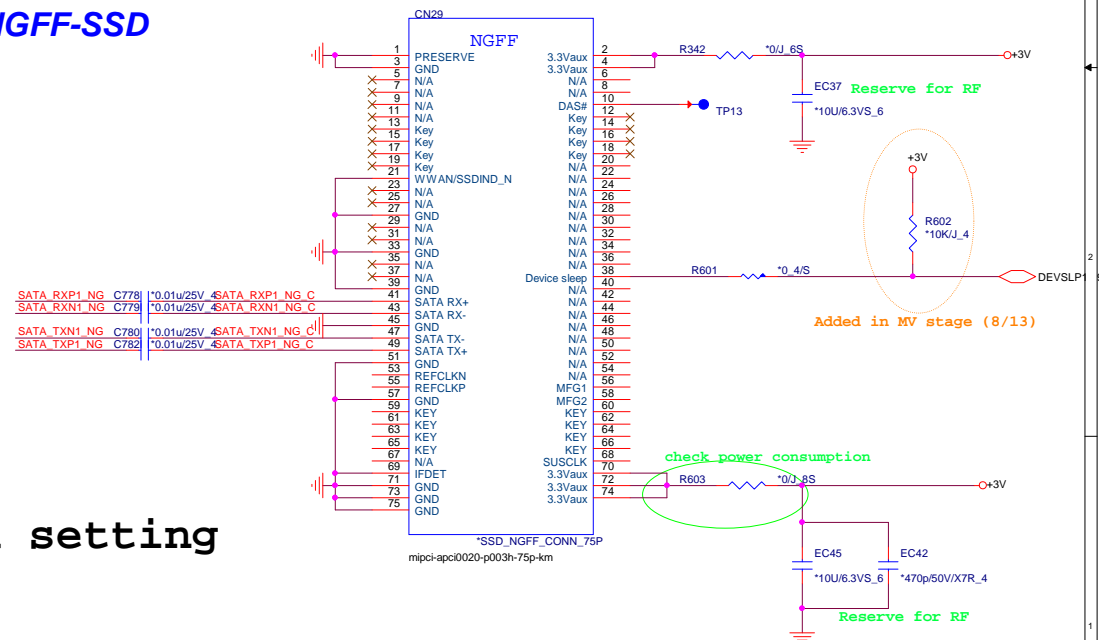 NGFF-SSD
CN29
NGFF
1 PRESERVE
3 GND
5 N/A
7 N/A
9 N/A
11 N/A
13 Key
15 Key
17 Key
19 Key
21 WWAN/SSDIND_N
23 N/A
25 N/A
27 GND
29 N/A
31 N/A
33 GND
35 N/A
37 N/A
39 GND
41 SATA RX+
43 SATA RX-
45 GND
47 SATA TX-
49 SATA TX+
51 GND
53 REFCLKN
55 REFCLKP
57 GND
59 KEY
61 KEY
63 KEY
65 KEY
67 N/A
69 IFDET
71 GND
73 GND
75 GND
3.3Vaux 2
3.3Vaux 4
N/A 6
N/A 8
DAS# 10
Key 12
Key 14
Key 16
Key 18
N/A 20
N/A 22
N/A 24
N/A 26
N/A 28
N/A 30
N/A 32
N/A 34
N/A 36
Device sleep 38
N/A 40
N/A 42
N/A 44
N/A 46
N/A 48
N/A 50
N/A 52
N/A 54
MFG1 56
MFG2 58
KEY 60
KEY 62
KEY 64
KEY 66
SUSCLK 68
3.3Vaux 70
3.3Vaux 72
3.3Vaux 74
*SSD_NGFF_CONN_75P
mipci-apci0020-p003h-75p-km
SATA_RXP1_NG C778 *0.01u/25V_4 SATA_RXP1_NG_C
SATA_RXN1_NG C779 *0.01u/25V_4 SATA_RXN1_NG_C
SATA_TXN1_NG C780 *0.01u/25V_4 SATA_TXN1_NG_C
SATA_TXP1_NG C782 *0.01u/25V_4 SATA_TXP1_NG_C
R342 *0/J_6S +3V
EC37 Reserve for RF
*10U/6.3VS_6
TP13
+3V
R602
*10K/J_4
R601 *0_4/S DEVSLP1
Added in MV stage (8/13)
check power consumption
R603 *0/J_8S +3V
EC45 EC42
*10U/6.3VS_6 *470p/50V/X7R_4
Reserve for RF
setting
2
1